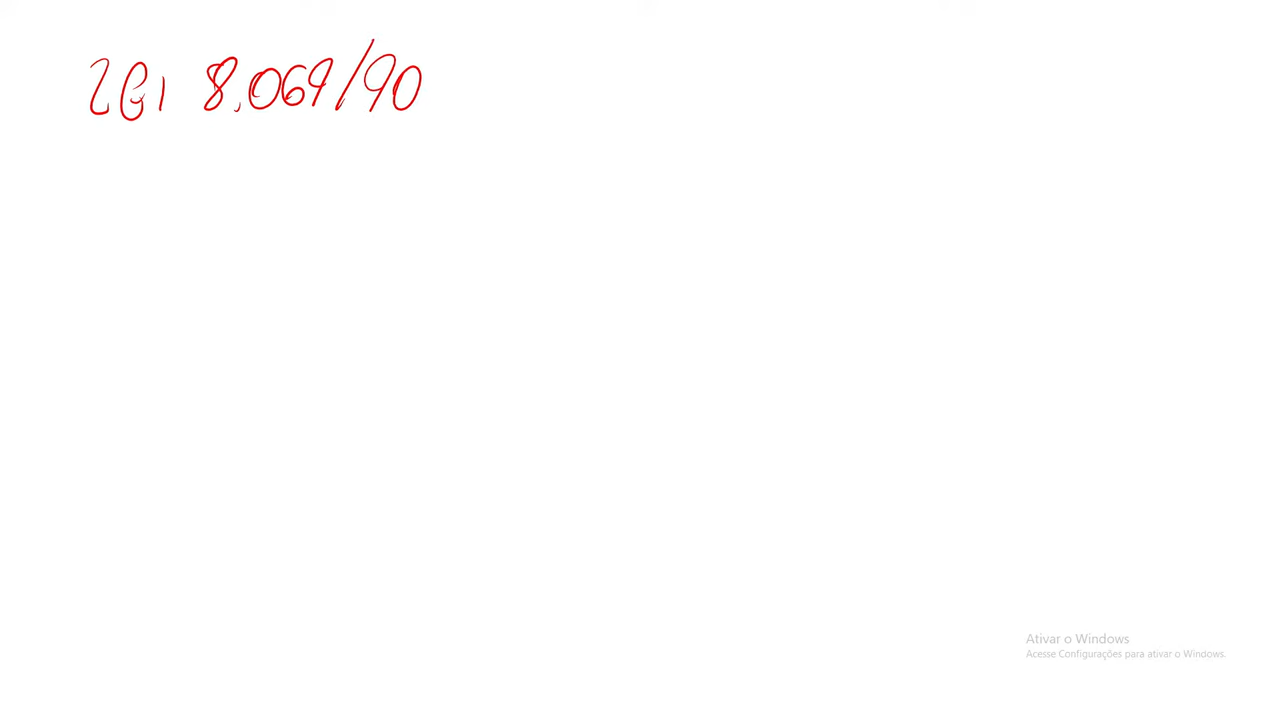 LEI 8.069/90
Ativar o Windows
Acesse Configurações para ativar o Windows.